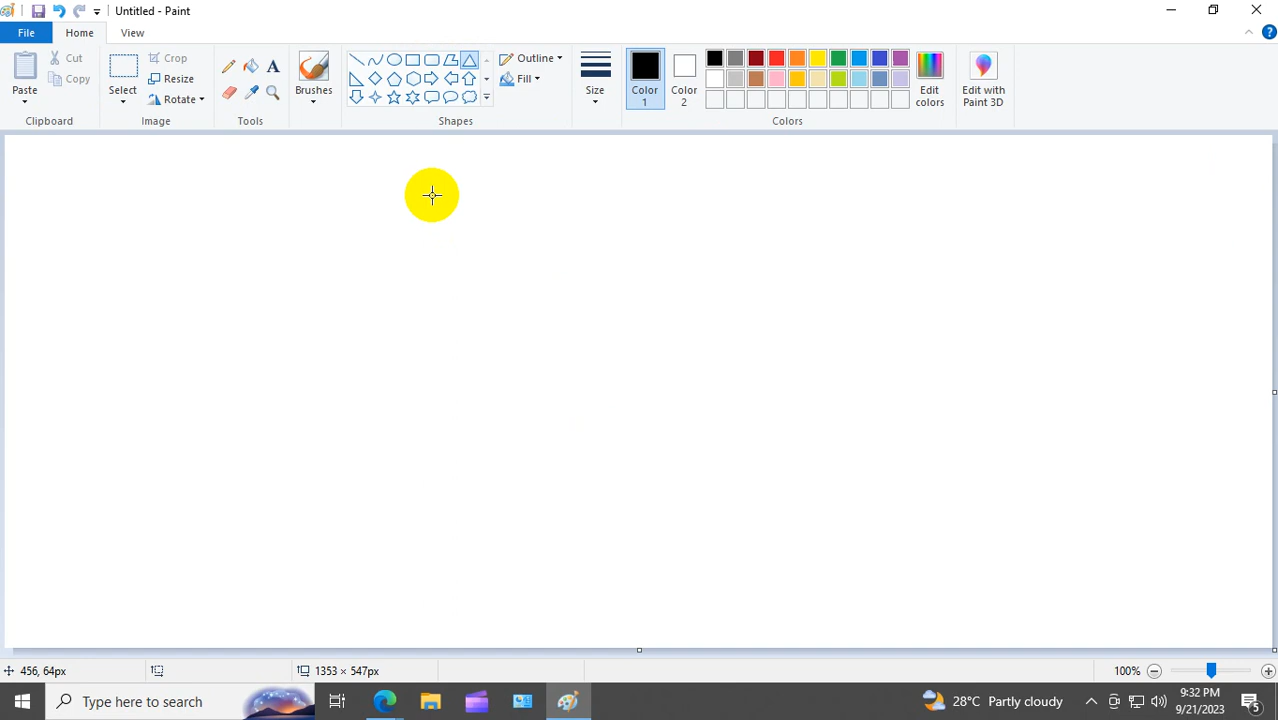 Untitled - Paint
File Home View
Paste
Cut
Copy
Clipboard
Select
Crop
Resize
Rotate
Image
A
Tools
Brushes
Outline
Fill
Shapes
Size
Color 1
Color 2
Edit colors
Colors
Edit with Paint 3D
456, 64px
1353 × 547px
100%
Type here to search
28°C Partly cloudy
9:32 PM
9/21/2023
5